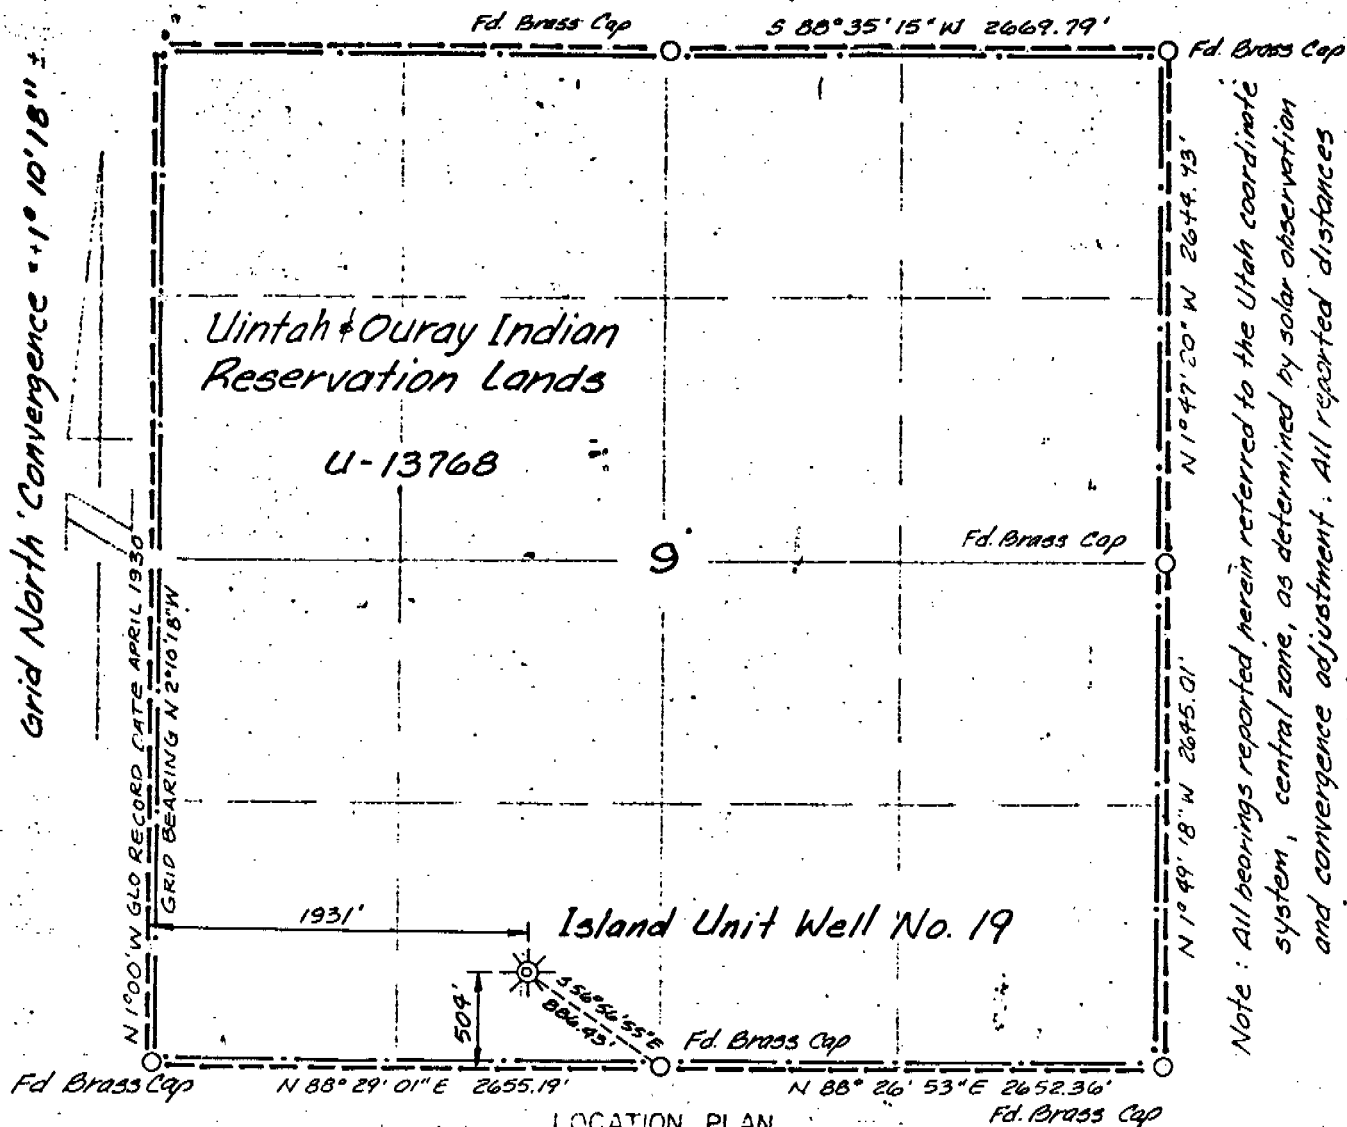 Fd. Brass Cap
S 88° 35' 15" W 2669.79'
Fd. Brass Cap
Grid North Convergence +1° 10' 18" ±
N 1° 47' 20" W 2644.93'
Uintah & Ouray Indian
Reservation Lands
U-13768
9
Fd. Brass Cap
N 1°00' W GLO RECORD DATE APRIL 1930
GRID BEARING N 2°10'18" W
N 1° 49' 18" W 2645.01'
1931'
Island Unit Well No. 19
504'
S 56° 56' 55" E
886.43'
Fd. Brass Cap
Fd Brass Cap
N 88° 29' 01" E 2655.19'
N 88° 26' 53" E 2652.36'
Fd. Brass Cap
LOCATION PLAN
Note : All bearings reported herein referred to the Utah coordinate
system, central zone, as determined by solar observation
and convergence adjustment. All reported distances